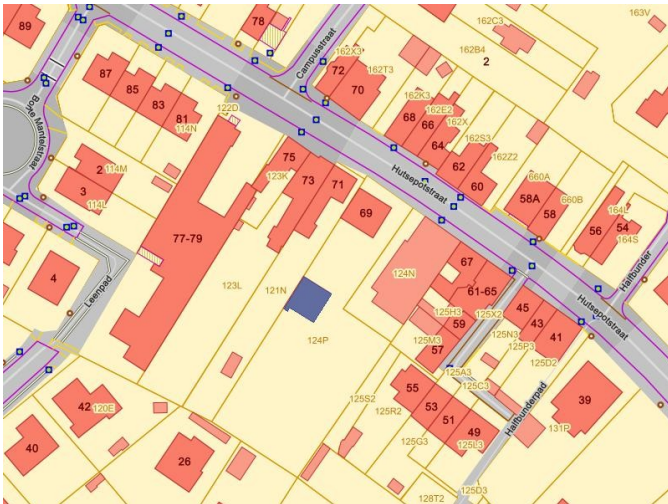 89
78
163V
162C3
162X3
162B4
2
Campusstraat
72
162T3
70
87
85
83
81
122D
114N
162K3
162E2
68
66
162X
64
162S3
62
162Z2
60
Hutsepotstraat
660A
58A
58
660B
164L
56
54
164S
2
114M
3
114L
75
123K
73
71
69
77-79
123L
121N
124P
124N
67
61-65
125X2
125H3
59
125M3
57
45
125N3
43
125P3
41
125D2
Halfbunder
Hutsepotstraat
4
Leenpad
125A3
125C3
55
53
51
49
125S2
125R2
125G3
125L3
Halfbunderpad
39
131P
42
120E
40
26
128T2
125D3